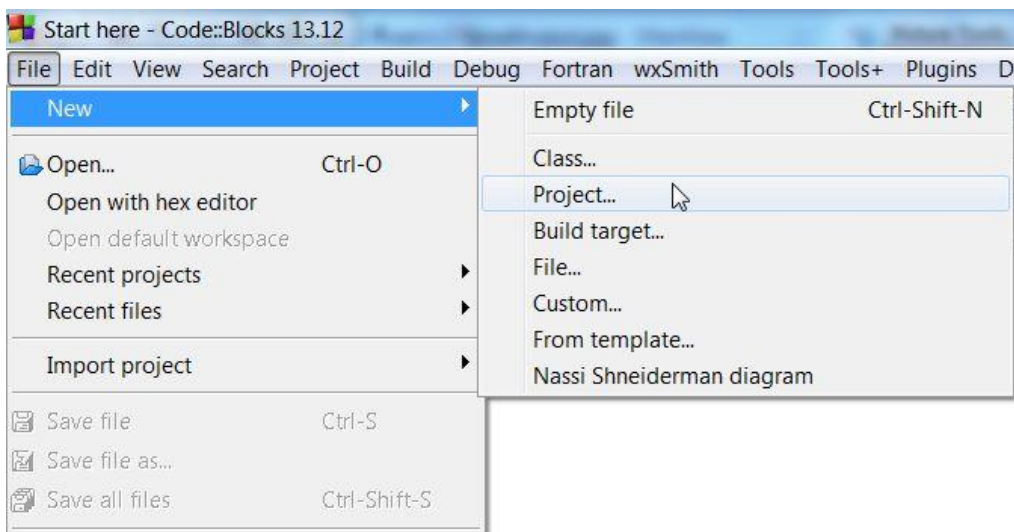 Start here - Code::Blocks 13.12
File Edit View Search Project Build Debug Fortran wxSmith Tools Tools+ Plugins D
New
Open... Ctrl-O
Open with hex editor
Open default workspace
Recent projects
Recent files
Import project
Save file Ctrl-S
Save file as...
Save all files Ctrl-Shift-S
Empty file Ctrl-Shift-N
Class...
Project...
Build target...
File...
Custom...
From template...
Nassi Shneiderman diagram